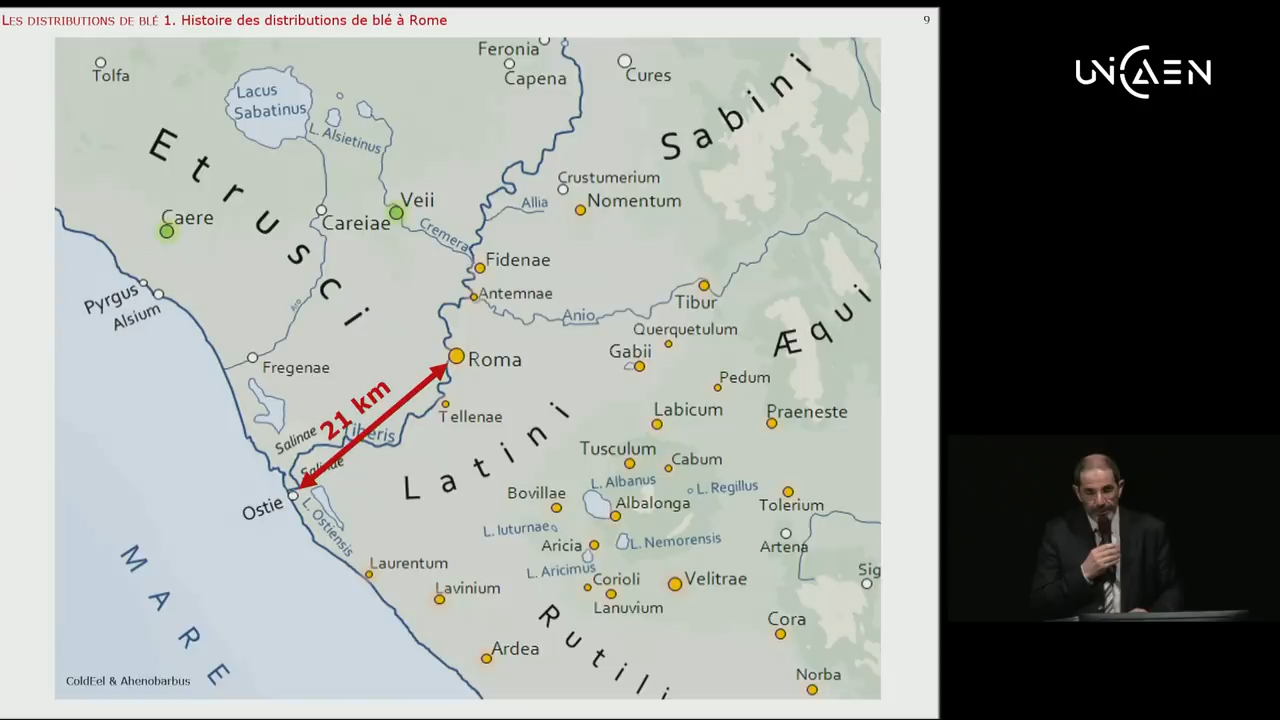 LES DISTRIBUTIONS DE BLÉ 1. Histoire des distributions de blé à Rome
9
UNICAEN
Feronia
Tolfa
Capena
Cures
Lacus
Sabatinus
L. Alsietinus
Sabini
Etrusci
Crustumerium
Nomentum
Allia
Veii
Caere
Careiae
Cremera
Fidenae
Antemnae
Tibur
Pyrgus
Alsium
Anio
Æqui
Querquetulum
Gabii
Roma
Fregenae
Pedum
21 km
Tellenae
Labicum
Praeneste
Salinae
Tiberis
Salinae
Latini
Tusculum
Cabum
L. Albanus
L. Regillus
Bovillae
Albalonga
Tolerium
Ostie
L. Ostiensis
L. Iuturnae
Aricia
L. Nemorensis
Artena
Laurentum
L. Aricimus
Corioli
Velitrae
Sig
Lavinium
Lanuvium
MARE
Rutili
Cora
Ardea
Norba
ColdEel & Ahenobarbus